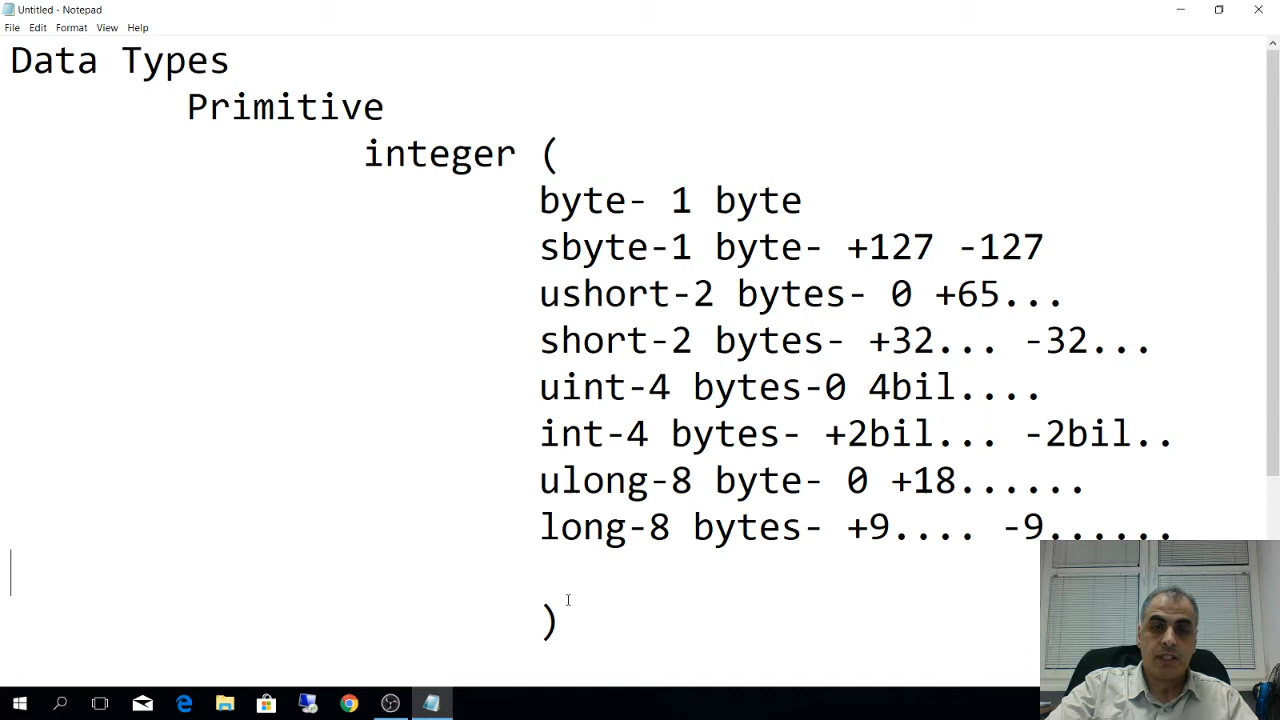 Untitled - Notepad
File Edit Format View Help
Data Types
Primitive
integer (
byte- 1 byte
sbyte-1 byte- +127 -127
ushort-2 bytes- 0 +65...
short-2 bytes- +32... -32...
uint-4 bytes-0 4bil....
int-4 bytes- +2bil... -2bil..
ulong-8 byte- 0 +18......
long-8 bytes- +9.... -9......
)